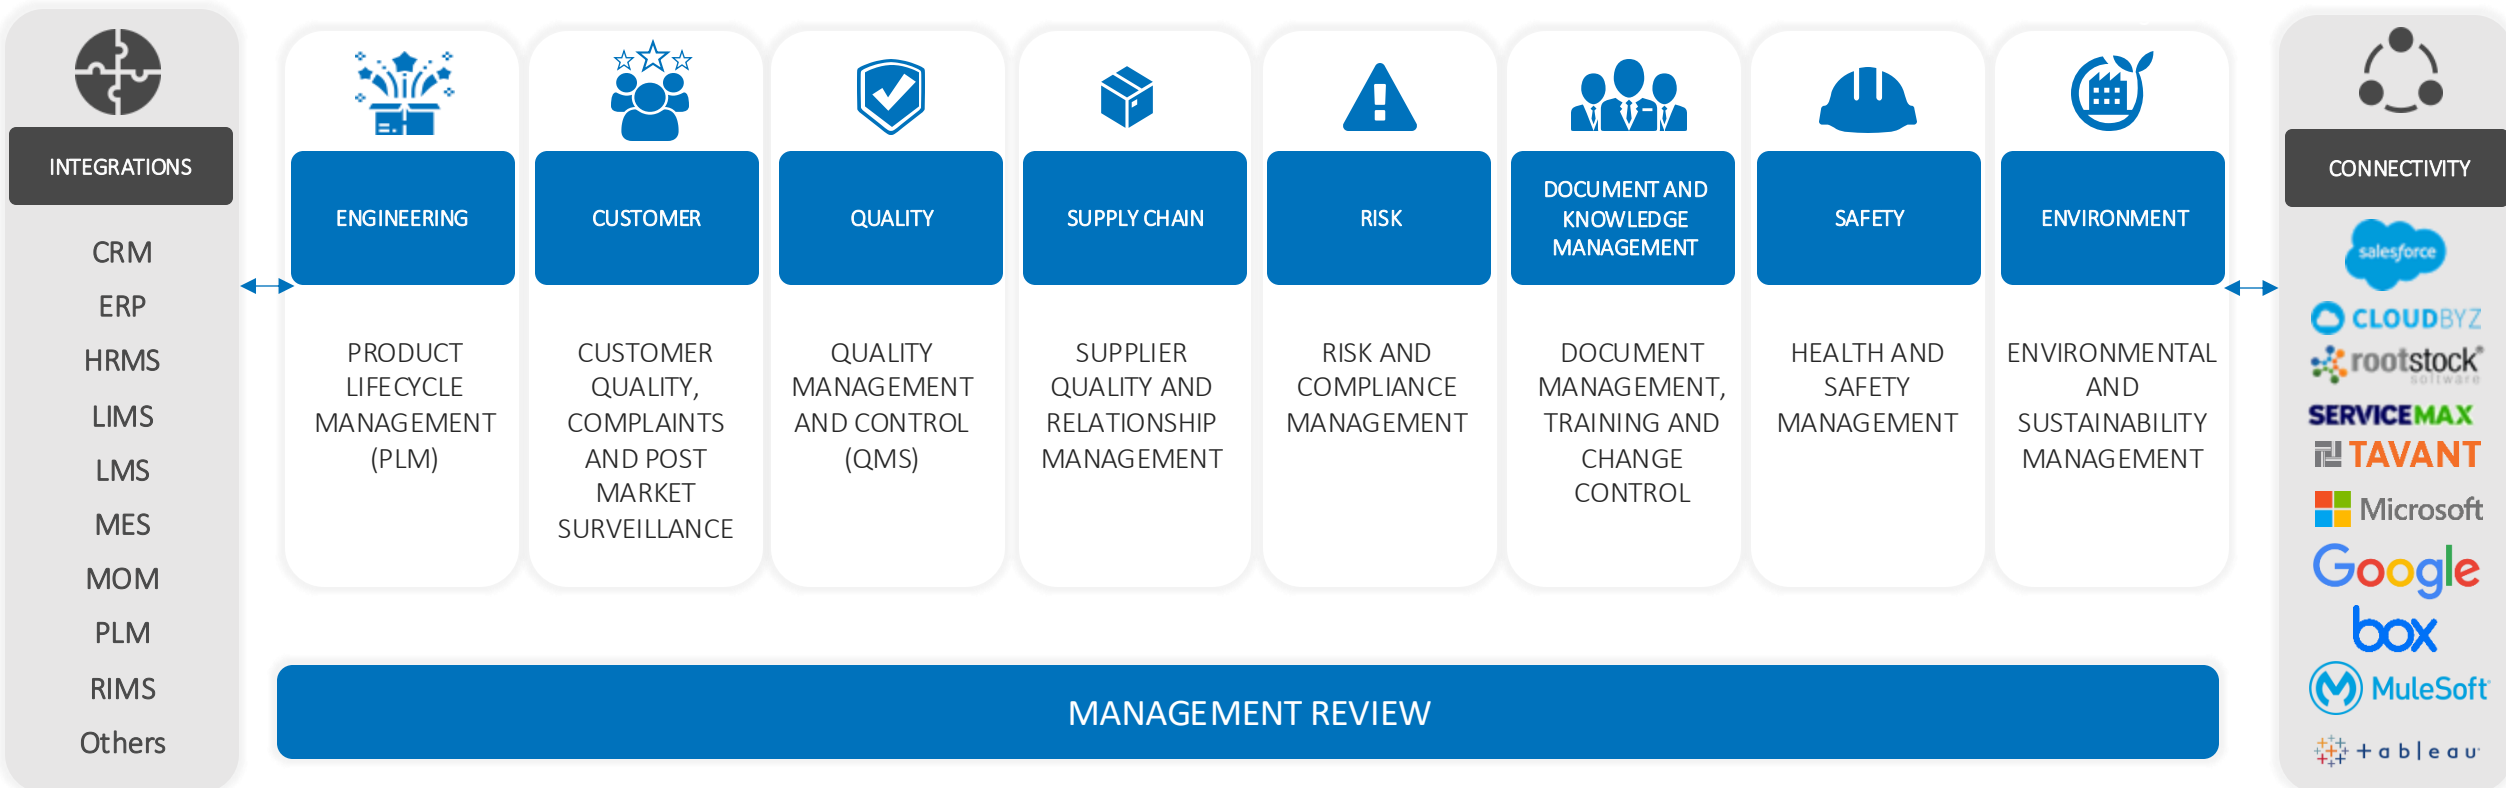 INTEGRATIONS
CRM
ERP
HRMS
LIMS
LMS
MES
MOM
PLM
RIMS
Others
ENGINEERING
PRODUCT
LIFECYCLE
MANAGEMENT
(PLM)
CUSTOMER
CUSTOMER
QUALITY,
COMPLAINTS
AND POST
MARKET
SURVEILLANCE
QUALITY
QUALITY
MANAGEMENT
AND CONTROL
(QMS)
SUPPLY CHAIN
SUPPLIER
QUALITY AND
RELATIONSHIP
MANAGEMENT
RISK
RISK AND
COMPLIANCE
MANAGEMENT
DOCUMENT AND
KNOWLEDGE
MANAGEMENT
DOCUMENT
MANAGEMENT,
TRAINING AND
CHANGE
CONTROL
SAFETY
HEALTH AND
SAFETY
MANAGEMENT
ENVIRONMENT
ENVIRONMENTAL
AND
SUSTAINABILITY
MANAGEMENT
MANAGEMENT REVIEW
CONNECTIVITY
salesforce
CLOUDBYZ
rootstock
software
SERVICEMAX
TAVANT
Microsoft
Google
box
MuleSoft
+ableau